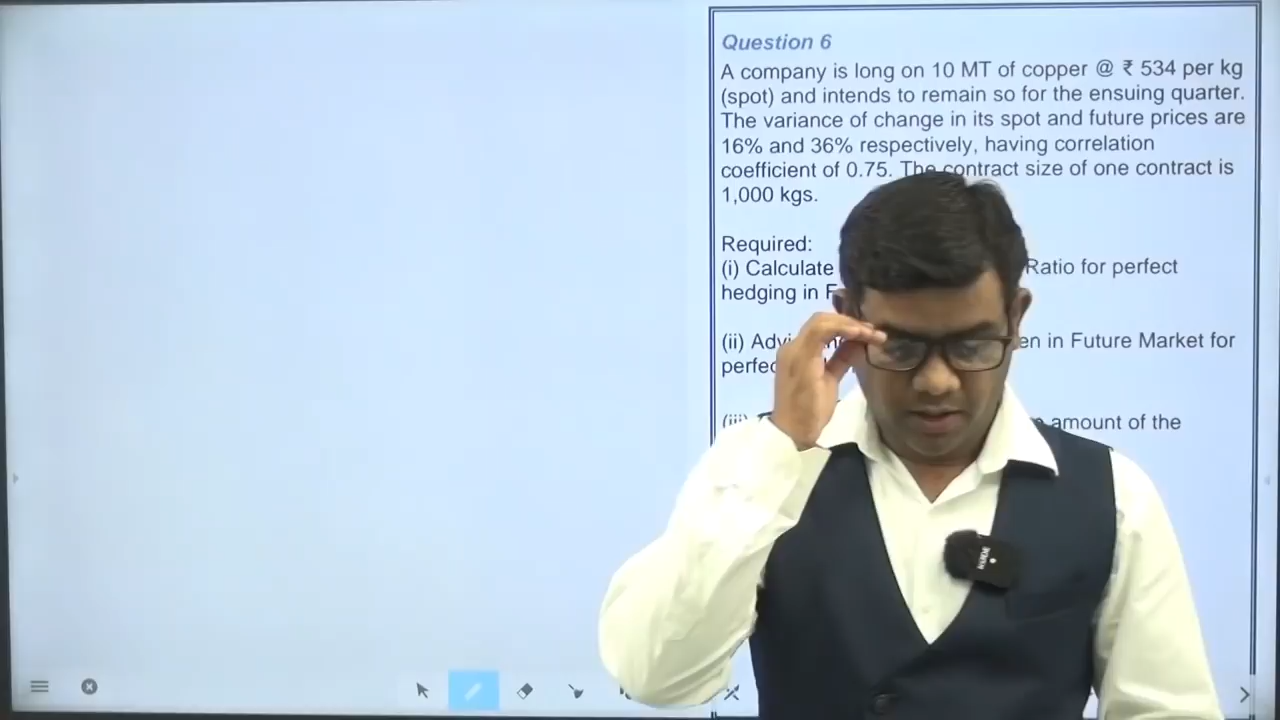 Question 6
A company is long on 10 MT of copper @ ₹ 534 per kg
(spot) and intends to remain so for the ensuing quarter.
The variance of change in its spot and future prices are
16% and 36% respectively, having correlation
coefficient of 0.75. The contract size of one contract is
1,000 kgs.
Required:
(i) Calculate Ratio for perfect
hedging in
(ii) in Future Market for
(iii) amount of the